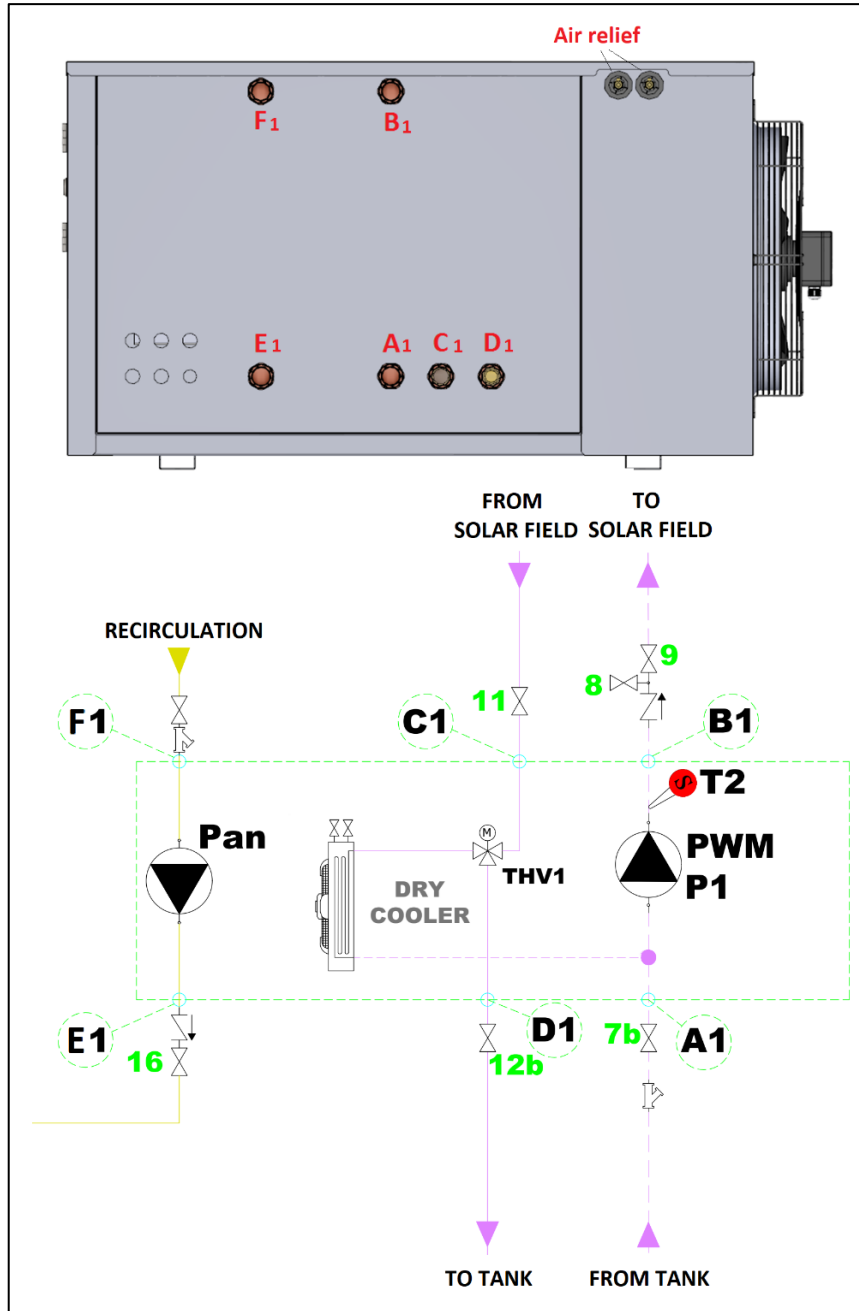 Air relief
F1
B1
E1
A1
C1
D1
FROM
SOLAR FIELD
TO
SOLAR FIELD
RECIRCULATION
9
8
11
F1
C1
B1
S
T2
Pan
M
THV1
PWM
P1
DRY
COOLER
E1
D1
7b
A1
16
12b
TO TANK
FROM TANK